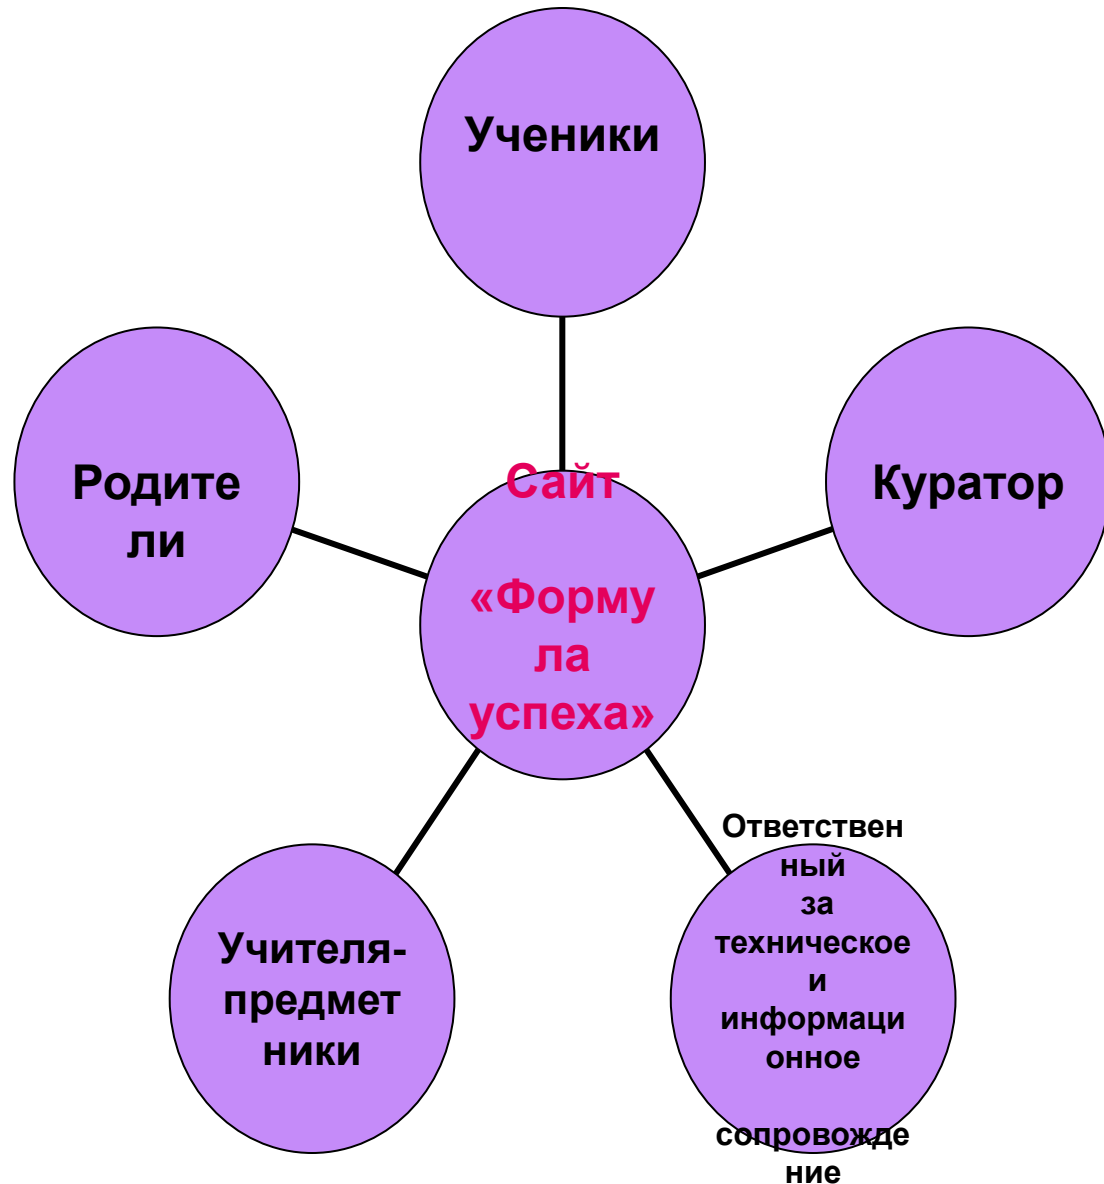 Ученики
Родите
ли
Сайт
«Форму
ла
успеха»
Куратор
Учителя-
предмет
ники
Ответствен
ный
за
техническое
и
информаци
онное
сопровожде
ние